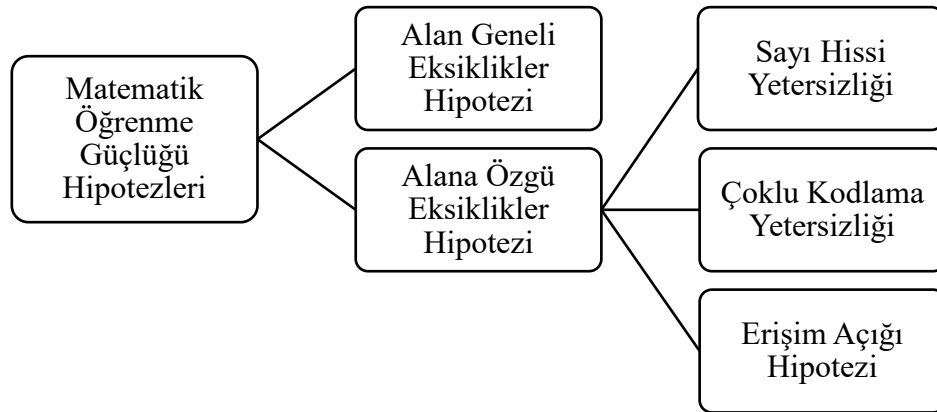 Matematik
Öğrenme
Güçlüğü
Hipotezleri
Alan Geneli
Eksiklikler
Hipotezi
Alana Özgü
Eksiklikler
Hipotezi
Sayı Hissi
Yetersizliği
Çoklu Kodlama
Yetersizliği
Erişim Açığı
Hipotezi